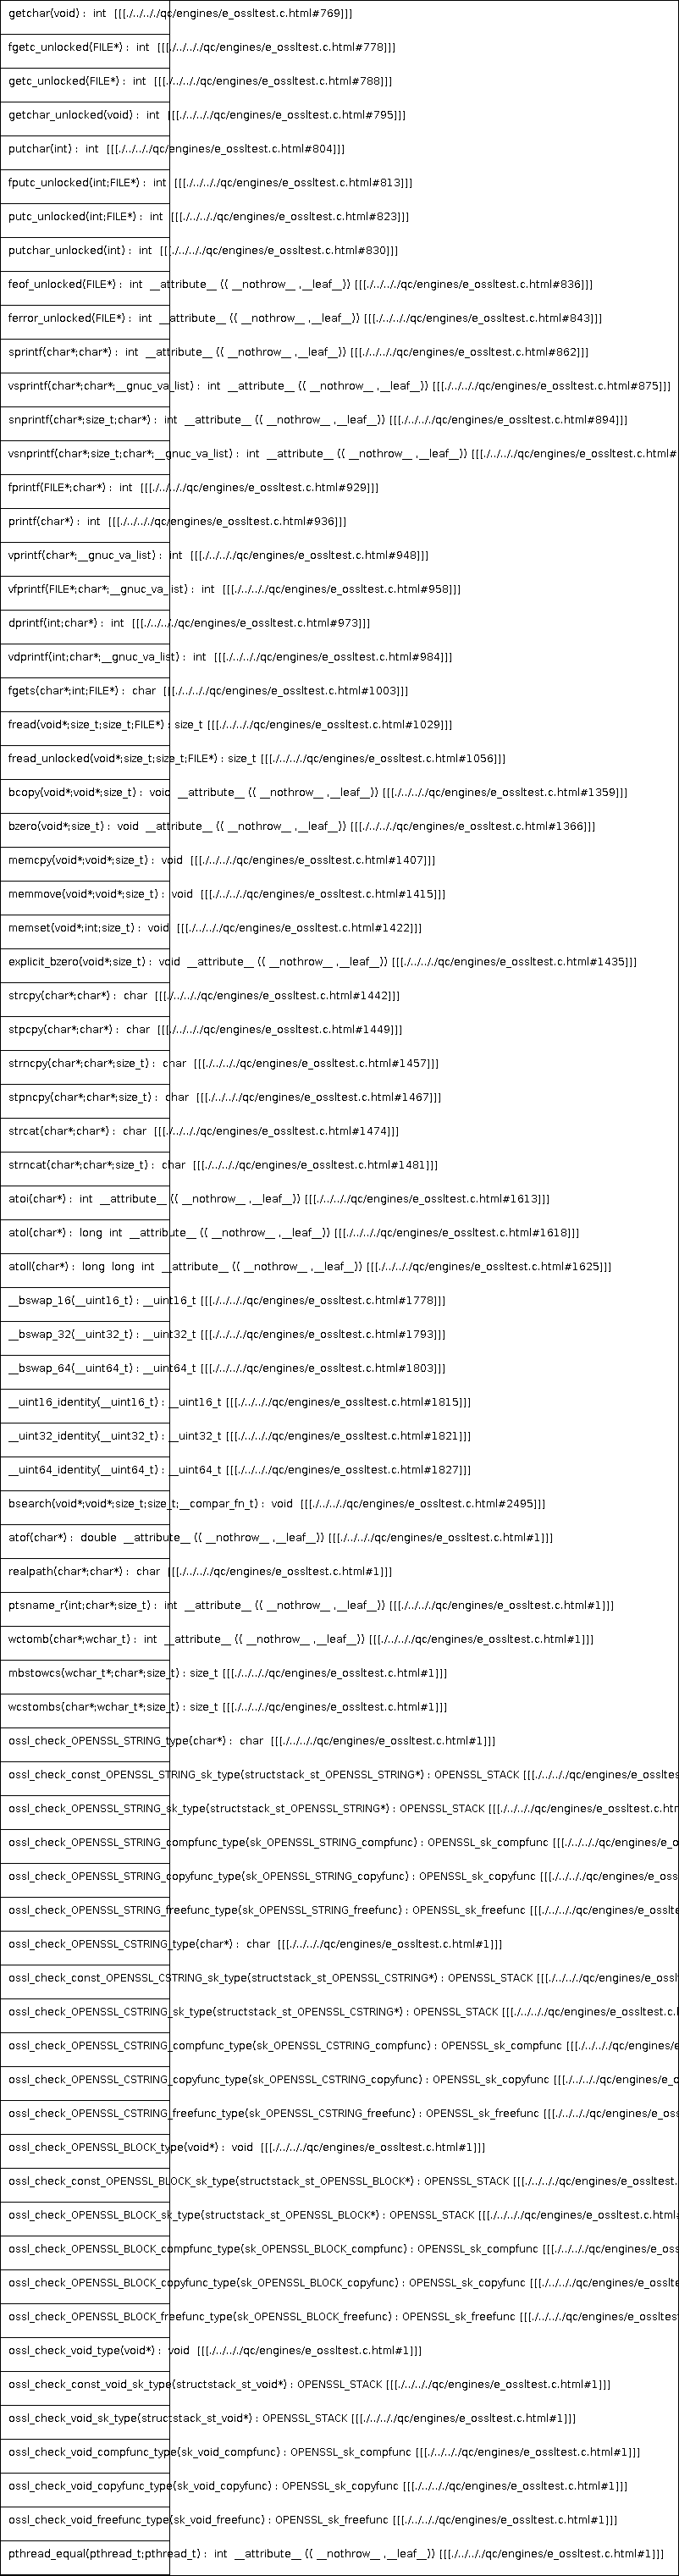 getchar(void) : int [[[./../../../qc/engines/e_ossltest.c.html#769]]]
fgetc_unlocked(FILE*) : int [[[./../../../qc/engines/e_ossltest.c.html#778]]]
getc_unlocked(FILE*) : int [[[./../../../qc/engines/e_ossltest.c.html#788]]]
getchar_unlocked(void) : int [[[./../../../qc/engines/e_ossltest.c.html#795]]]
putchar(int) : int [[[./../../../qc/engines/e_ossltest.c.html#804]]]
fputc_unlocked(int;FILE*) : int [[[./../../../qc/engines/e_ossltest.c.html#813]]]
putc_unlocked(int;FILE*) : int [[[./../../../qc/engines/e_ossltest.c.html#823]]]
putchar_unlocked(int) : int [[[./../../../qc/engines/e_ossltest.c.html#830]]]
feof_unlocked(FILE*) : int __attribute__ (( __nothrow__ ,__leaf__)) [[[./../../../qc/engines/e_ossltest.c.html#836]]]
ferror_unlocked(FILE*) : int __attribute__ (( __nothrow__ ,__leaf__)) [[[./../../../qc/engines/e_ossltest.c.html#843]]]
sprintf(char*;char*) : int __attribute__ (( __nothrow__ ,__leaf__)) [[[./../../../qc/engines/e_ossltest.c.html#862]]]
vsprintf(char*;char*;__gnuc_va_list) : int __attribute__ (( __nothrow__ ,__leaf__)) [[[./../../../qc/engines/e_ossltest.c.html#875]]]
snprintf(char*;size_t;char*) : int __attribute__ (( __nothrow__ ,__leaf__)) [[[./../../../qc/engines/e_ossltest.c.html#894]]]
vsnprintf(char*;size_t;char*;__gnuc_va_list) : int __attribute__ (( __nothrow__ ,__leaf__)) [[[./../../../qc/engines/e_ossltest.c.html#
fprintf(FILE*;char*) : int [[[./../../../qc/engines/e_ossltest.c.html#929]]]
printf(char*) : int [[[./../../../qc/engines/e_ossltest.c.html#936]]]
vprintf(char*;__gnuc_va_list) : int [[[./../../../qc/engines/e_ossltest.c.html#948]]]
vfprintf(FILE*;char*;__gnuc_va_list) : int [[[./../../../qc/engines/e_ossltest.c.html#958]]]
dprintf(int;char*) : int [[[./../../../qc/engines/e_ossltest.c.html#973]]]
vdprintf(int;char*;__gnuc_va_list) : int [[[./../../../qc/engines/e_ossltest.c.html#984]]]
fgets(char*;int;FILE*) : char [[[./../../../qc/engines/e_ossltest.c.html#1003]]]
fread(void*;size_t;size_t;FILE*) : size_t [[[./../../../qc/engines/e_ossltest.c.html#1029]]]
fread_unlocked(void*;size_t;size_t;FILE*) : size_t [[[./../../../qc/engines/e_ossltest.c.html#1056]]]
bcopy(void*;void*;size_t) : void __attribute__ (( __nothrow__ ,__leaf__)) [[[./../../../qc/engines/e_ossltest.c.html#1359]]]
bzero(void*;size_t) : void __attribute__ (( __nothrow__ ,__leaf__)) [[[./../../../qc/engines/e_ossltest.c.html#1366]]]
memcpy(void*;void*;size_t) : void [[[./../../../qc/engines/e_ossltest.c.html#1407]]]
memmove(void*;void*;size_t) : void [[[./../../../qc/engines/e_ossltest.c.html#1415]]]
memset(void*;int;size_t) : void [[[./../../../qc/engines/e_ossltest.c.html#1422]]]
explicit_bzero(void*;size_t) : void __attribute__ (( __nothrow__ ,__leaf__)) [[[./../../../qc/engines/e_ossltest.c.html#1435]]]
strcpy(char*;char*) : char [[[./../../../qc/engines/e_ossltest.c.html#1442]]]
stpcpy(char*;char*) : char [[[./../../../qc/engines/e_ossltest.c.html#1449]]]
strncpy(char*;char*;size_t) : char [[[./../../../qc/engines/e_ossltest.c.html#1457]]]
stpncpy(char*;char*;size_t) : char [[[./../../../qc/engines/e_ossltest.c.html#1467]]]
strcat(char*;char*) : char [[[./../../../qc/engines/e_ossltest.c.html#1474]]]
strncat(char*;char*;size_t) : char [[[./../../../qc/engines/e_ossltest.c.html#1481]]]
atoi(char*) : int __attribute__ (( __nothrow__ ,__leaf__)) [[[./../../../qc/engines/e_ossltest.c.html#1613]]]
atol(char*) : long int __attribute__ (( __nothrow__ ,__leaf__)) [[[./../../../qc/engines/e_ossltest.c.html#1618]]]
atoll(char*) : long long int __attribute__ (( __nothrow__ ,__leaf__)) [[[./../../../qc/engines/e_ossltest.c.html#1625]]]
__bswap_16(__uint16_t) : __uint16_t [[[./../../../qc/engines/e_ossltest.c.html#1778]]]
__bswap_32(__uint32_t) : __uint32_t [[[./../../../qc/engines/e_ossltest.c.html#1793]]]
__bswap_64(__uint64_t) : __uint64_t [[[./../../../qc/engines/e_ossltest.c.html#1803]]]
__uint16_identity(__uint16_t) : __uint16_t [[[./../../../qc/engines/e_ossltest.c.html#1815]]]
__uint32_identity(__uint32_t) : __uint32_t [[[./../../../qc/engines/e_ossltest.c.html#1821]]]
__uint64_identity(__uint64_t) : __uint64_t [[[./../../../qc/engines/e_ossltest.c.html#1827]]]
bsearch(void*;void*;size_t;size_t;__compar_fn_t) : void [[[./../../../qc/engines/e_ossltest.c.html#2495]]]
atof(char*) : double __attribute__ (( __nothrow__ ,__leaf__)) [[[./../../../qc/engines/e_ossltest.c.html#1]]]
realpath(char*;char*) : char [[[./../../../qc/engines/e_ossltest.c.html#1]]]
ptsname_r(int;char*;size_t) : int __attribute__ (( __nothrow__ ,__leaf__)) [[[./../../../qc/engines/e_ossltest.c.html#1]]]
wctomb(char*;wchar_t) : int __attribute__ (( __nothrow__ ,__leaf__)) [[[./../../../qc/engines/e_ossltest.c.html#1]]]
mbstowcs(wchar_t*;char*;size_t) : size_t [[[./../../../qc/engines/e_ossltest.c.html#1]]]
wcstombs(char*;wchar_t*;size_t) : size_t [[[./../../../qc/engines/e_ossltest.c.html#1]]]
ossl_check_OPENSSL_STRING_type(char*) : char [[[./../../../qc/engines/e_ossltest.c.html#1]]]
ossl_check_const_OPENSSL_STRING_sk_type(structstack_st_OPENSSL_STRING*) : OPENSSL_STACK [[[./../../../qc/engines/e_ossltes
ossl_check_OPENSSL_STRING_sk_type(structstack_st_OPENSSL_STRING*) : OPENSSL_STACK [[[./../../../qc/engines/e_ossltest.c.htm
ossl_check_OPENSSL_STRING_compfunc_type(sk_OPENSSL_STRING_compfunc) : OPENSSL_sk_compfunc [[[./../../../qc/engines/e_o
ossl_check_OPENSSL_STRING_copyfunc_type(sk_OPENSSL_STRING_copyfunc) : OPENSSL_sk_copyfunc [[[./../../../qc/engines/e_oss
ossl_check_OPENSSL_STRING_freefunc_type(sk_OPENSSL_STRING_freefunc) : OPENSSL_sk_freefunc [[[./../../../qc/engines/e_osslte
ossl_check_OPENSSL_CSTRING_type(char*) : char [[[./../../../qc/engines/e_ossltest.c.html#1]]]
ossl_check_const_OPENSSL_CSTRING_sk_type(structstack_st_OPENSSL_CSTRING*) : OPENSSL_STACK [[[./../../../qc/engines/e_ossl
ossl_check_OPENSSL_CSTRING_sk_type(structstack_st_OPENSSL_CSTRING*) : OPENSSL_STACK [[[./../../../qc/engines/e_ossltest.c.
ossl_check_OPENSSL_CSTRING_compfunc_type(sk_OPENSSL_CSTRING_compfunc) : OPENSSL_sk_compfunc [[[./../../../qc/engines/e
ossl_check_OPENSSL_CSTRING_copyfunc_type(sk_OPENSSL_CSTRING_copyfunc) : OPENSSL_sk_copyfunc [[[./../../../qc/engines/e_o
ossl_check_OPENSSL_CSTRING_freefunc_type(sk_OPENSSL_CSTRING_freefunc) : OPENSSL_sk_freefunc [[[./../../../qc/engines/e_oss
ossl_check_OPENSSL_BLOCK_type(void*) : void [[[./../../../qc/engines/e_ossltest.c.html#1]]]
ossl_check_const_OPENSSL_BLOCK_sk_type(structstack_st_OPENSSL_BLOCK*) : OPENSSL_STACK [[[./../../../qc/engines/e_ossltest.
ossl_check_OPENSSL_BLOCK_sk_type(structstack_st_OPENSSL_BLOCK*) : OPENSSL_STACK [[[./../../../qc/engines/e_ossltest.c.html
ossl_check_OPENSSL_BLOCK_compfunc_type(sk_OPENSSL_BLOCK_compfunc) : OPENSSL_sk_compfunc [[[./../../../qc/engines/e_oss
ossl_check_OPENSSL_BLOCK_copyfunc_type(sk_OPENSSL_BLOCK_copyfunc) : OPENSSL_sk_copyfunc [[[./../../../qc/engines/e_osslte
ossl_check_OPENSSL_BLOCK_freefunc_type(sk_OPENSSL_BLOCK_freefunc) : OPENSSL_sk_freefunc [[[./../../../qc/engines/e_ossltest
ossl_check_void_type(void*) : void [[[./../../../qc/engines/e_ossltest.c.html#1]]]
ossl_check_const_void_sk_type(structstack_st_void*) : OPENSSL_STACK [[[./../../../qc/engines/e_ossltest.c.html#1]]]
ossl_check_void_sk_type(structstack_st_void*) : OPENSSL_STACK [[[./../../../qc/engines/e_ossltest.c.html#1]]]
ossl_check_void_compfunc_type(sk_void_compfunc) : OPENSSL_sk_compfunc [[[./../../../qc/engines/e_ossltest.c.html#1]]]
ossl_check_void_copyfunc_type(sk_void_copyfunc) : OPENSSL_sk_copyfunc [[[./../../../qc/engines/e_ossltest.c.html#1]]]
ossl_check_void_freefunc_type(sk_void_freefunc) : OPENSSL_sk_freefunc [[[./../../../qc/engines/e_ossltest.c.html#1]]]
pthread_equal(pthread_t;pthread_t) : int __attribute__ (( __nothrow__ ,__leaf__)) [[[./../../../qc/engines/e_ossltest.c.html#1]]]